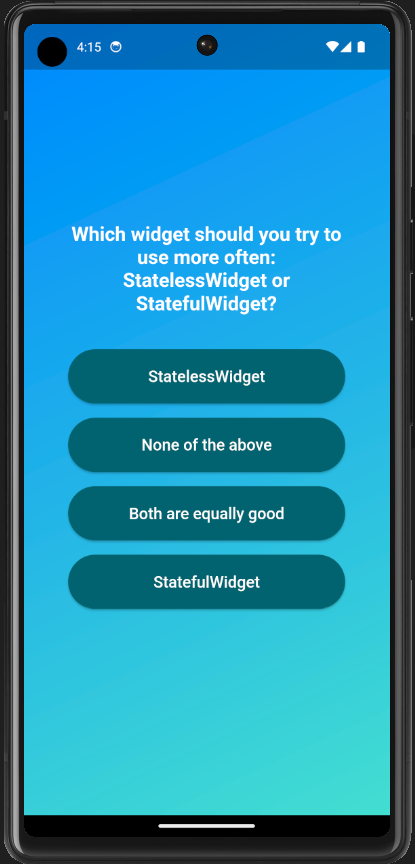 4:15
Which widget should you try to
use more often:
StatelessWidget or
StatefulWidget?
StatelessWidget
None of the above
Both are equally good
StatefulWidget